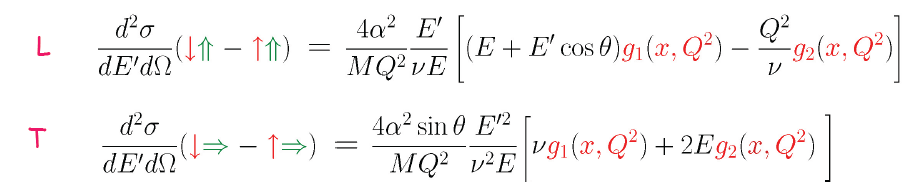 L d²σ/dE′dΩ (↓⇑ − ↑⇑) = 4α²/MQ² E′/νE [(E + E′ cos θ)g₁(x, Q²) − Q²/ν g₂(x, Q²)]
T d²σ/dE′dΩ (↓⇒ − ↑⇒) = 4α² sin θ/MQ² E′²/ν²E [νg₁(x, Q²) + 2Eg₂(x, Q²)]